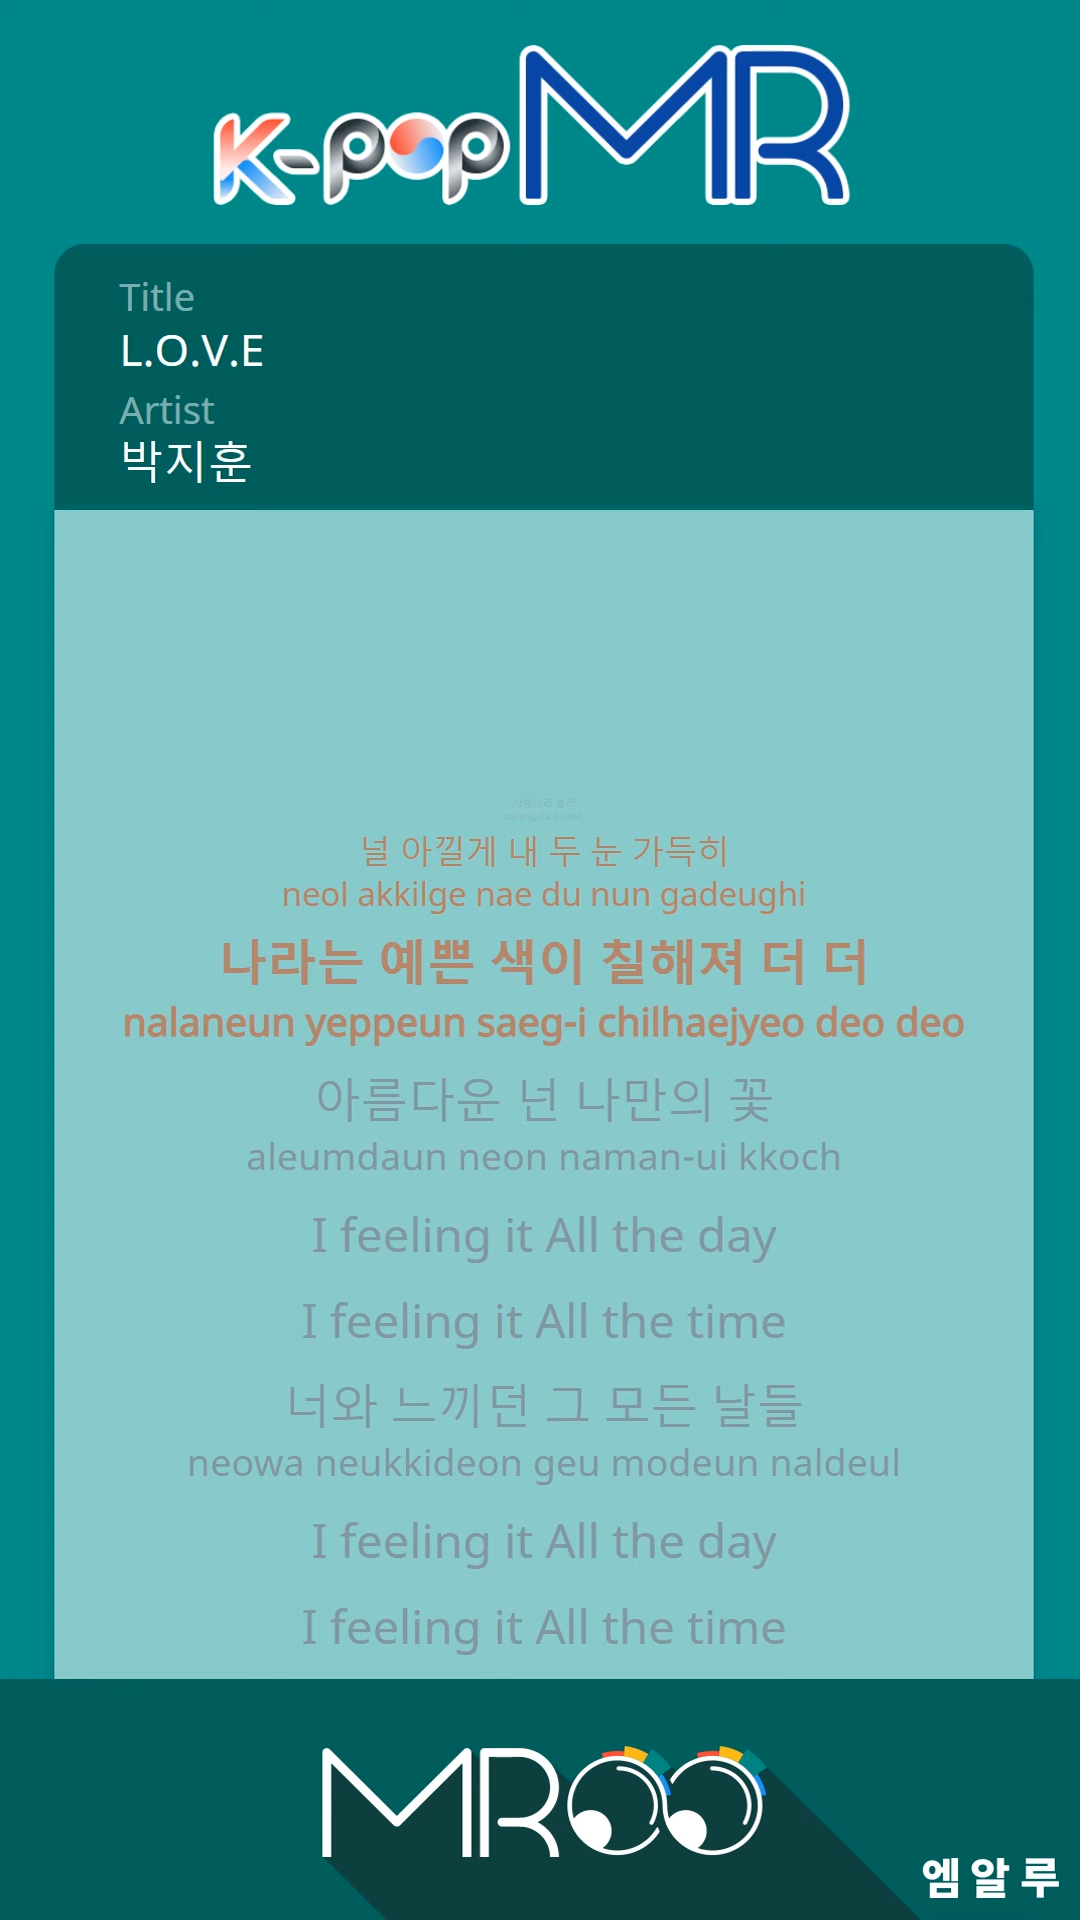 K-pop MR
Title
L.O.V.E
Artist
박지훈
널 아낄게 내 두 눈 가득히
neol akkilge nae du nun gadeughi
나라는 예쁜 색이 칠해져 더 더
nalaneun yeppeun saeg-i chilhaejyeo deo deo
아름다운 넌 나만의 꽃
aleumdaun neon naman-ui kkoch
I feeling it All the day
I feeling it All the time
너와 느끼던 그 모든 날들
neowa neukkideon geu modeun naldeul
I feeling it All the day
I feeling it All the time
MROO
엠알루